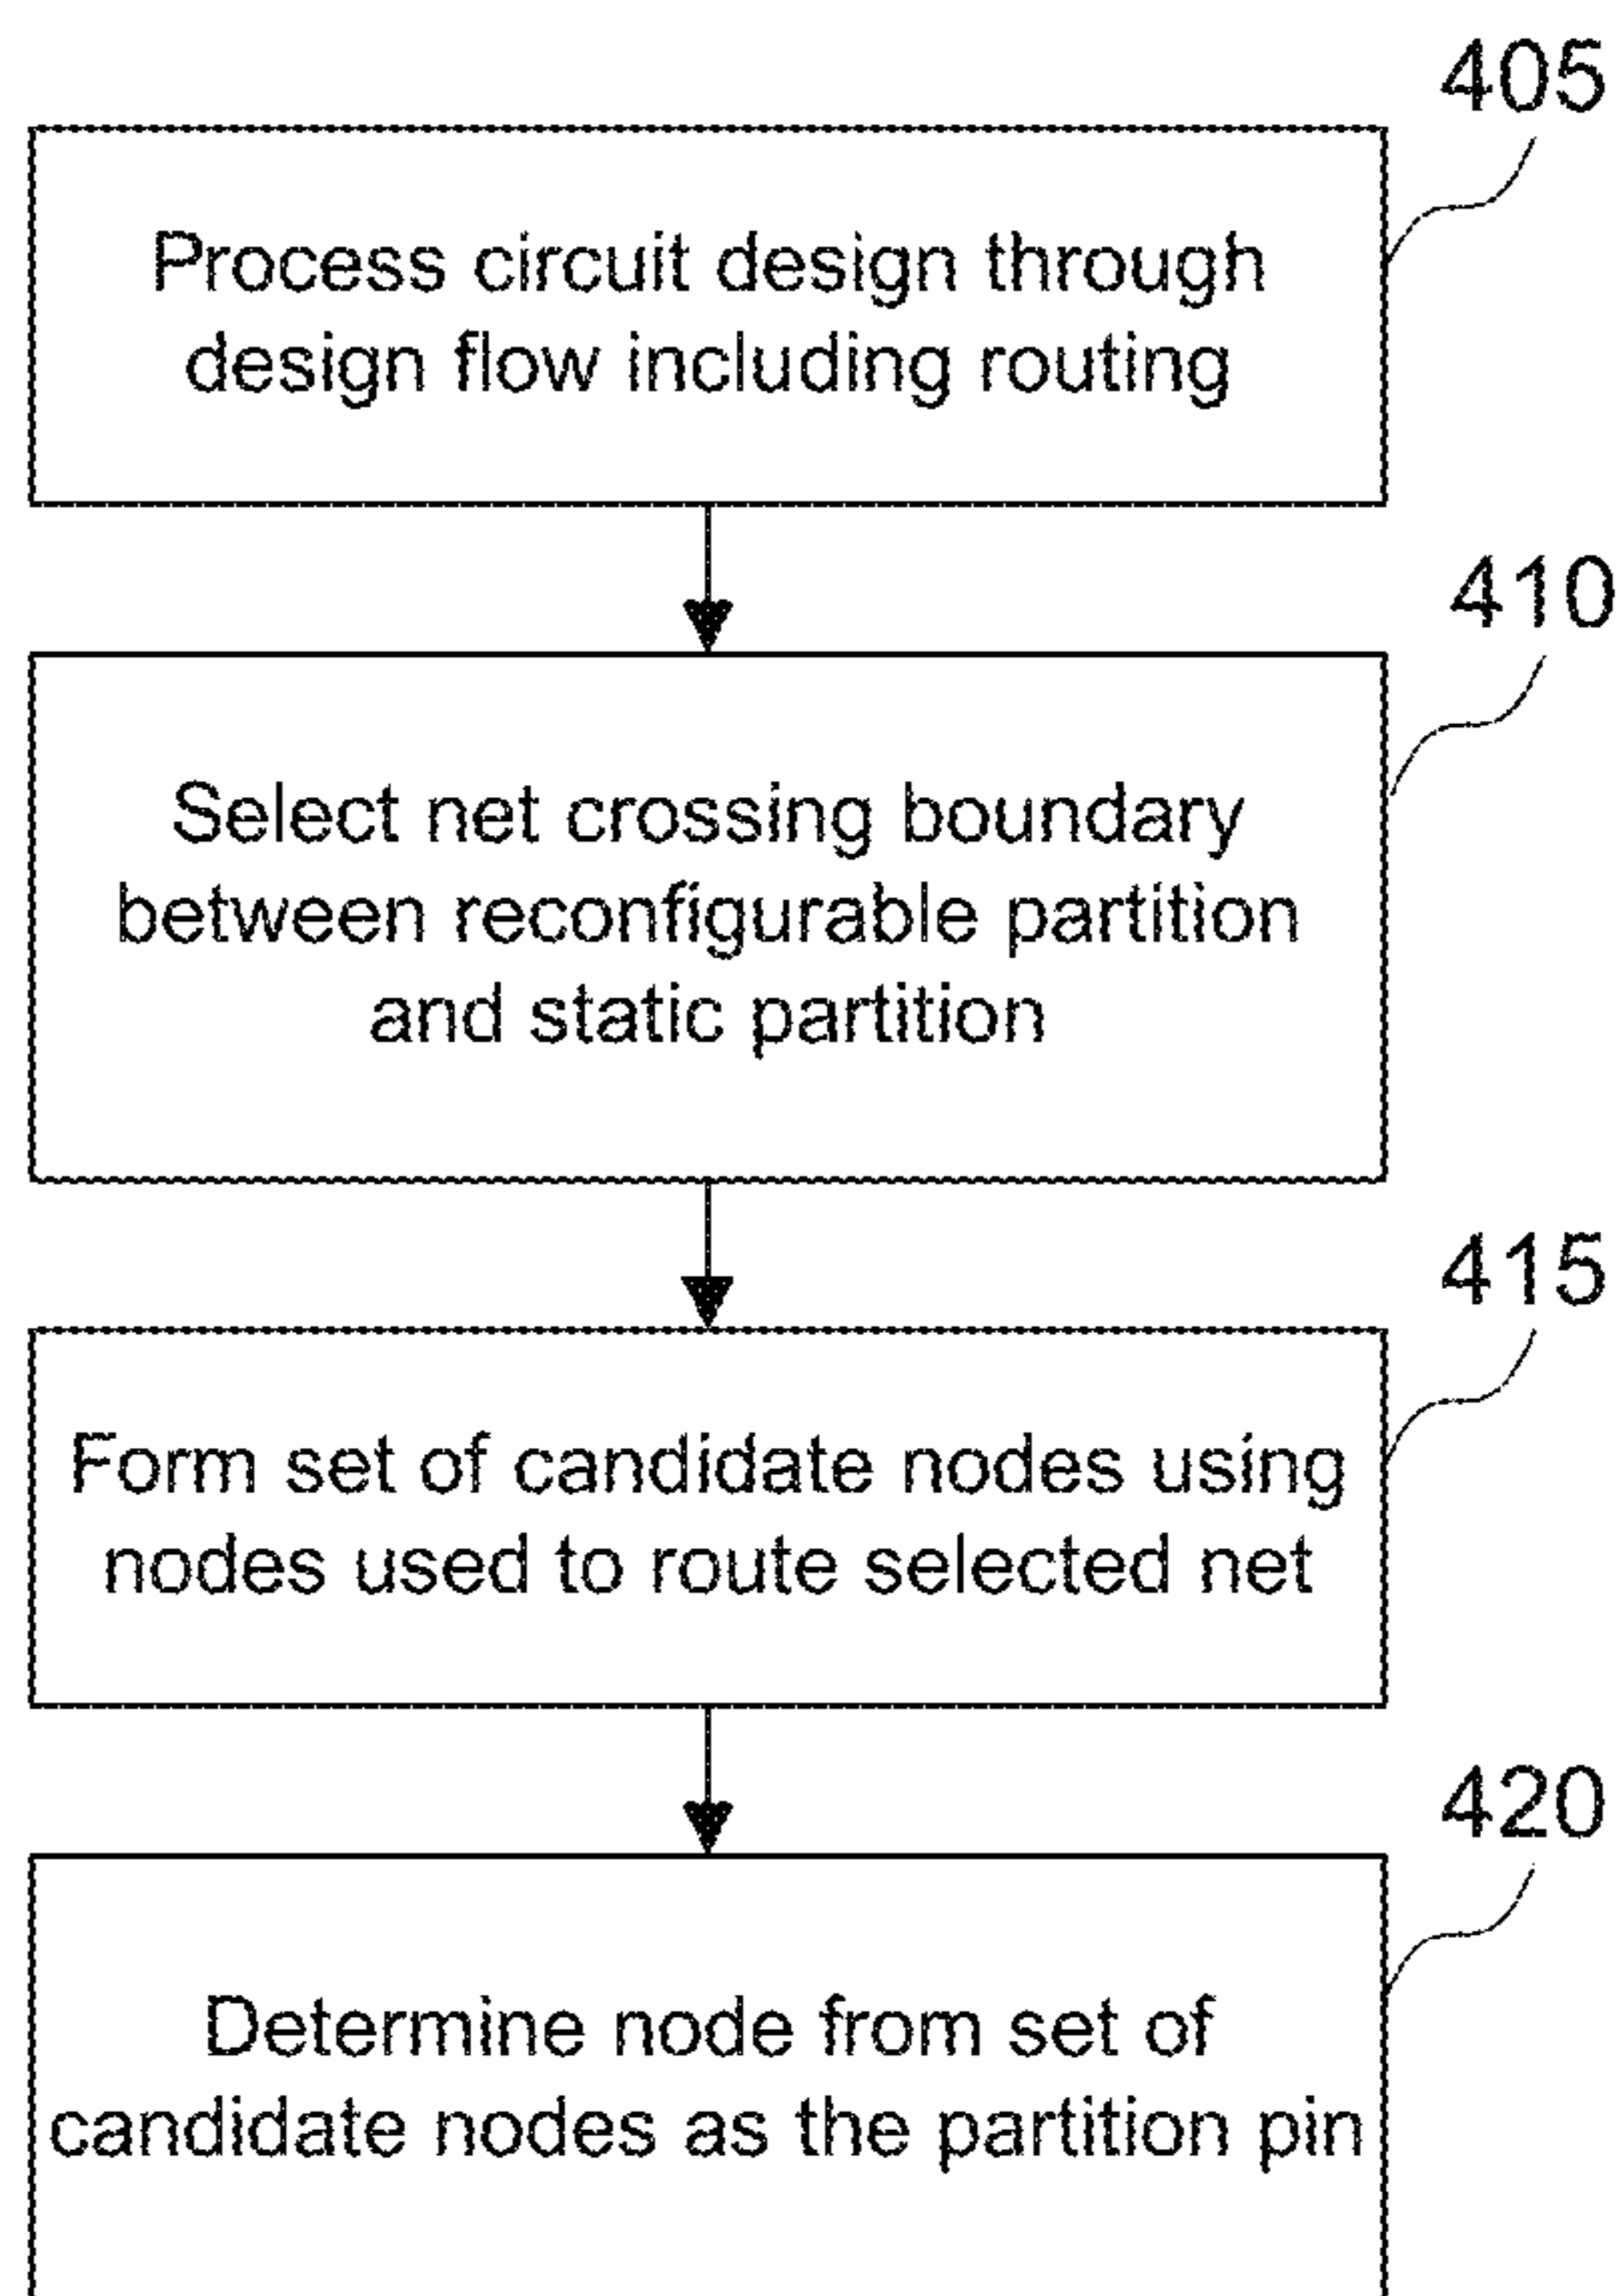 405
Process circuit design through
design flow including routing
410
Select net crossing boundary
between reconfigurable partition
and static partition
415
Form set of candidate nodes using
nodes used to route selected net
420
Determine node from set of
candidate nodes as the partition pin